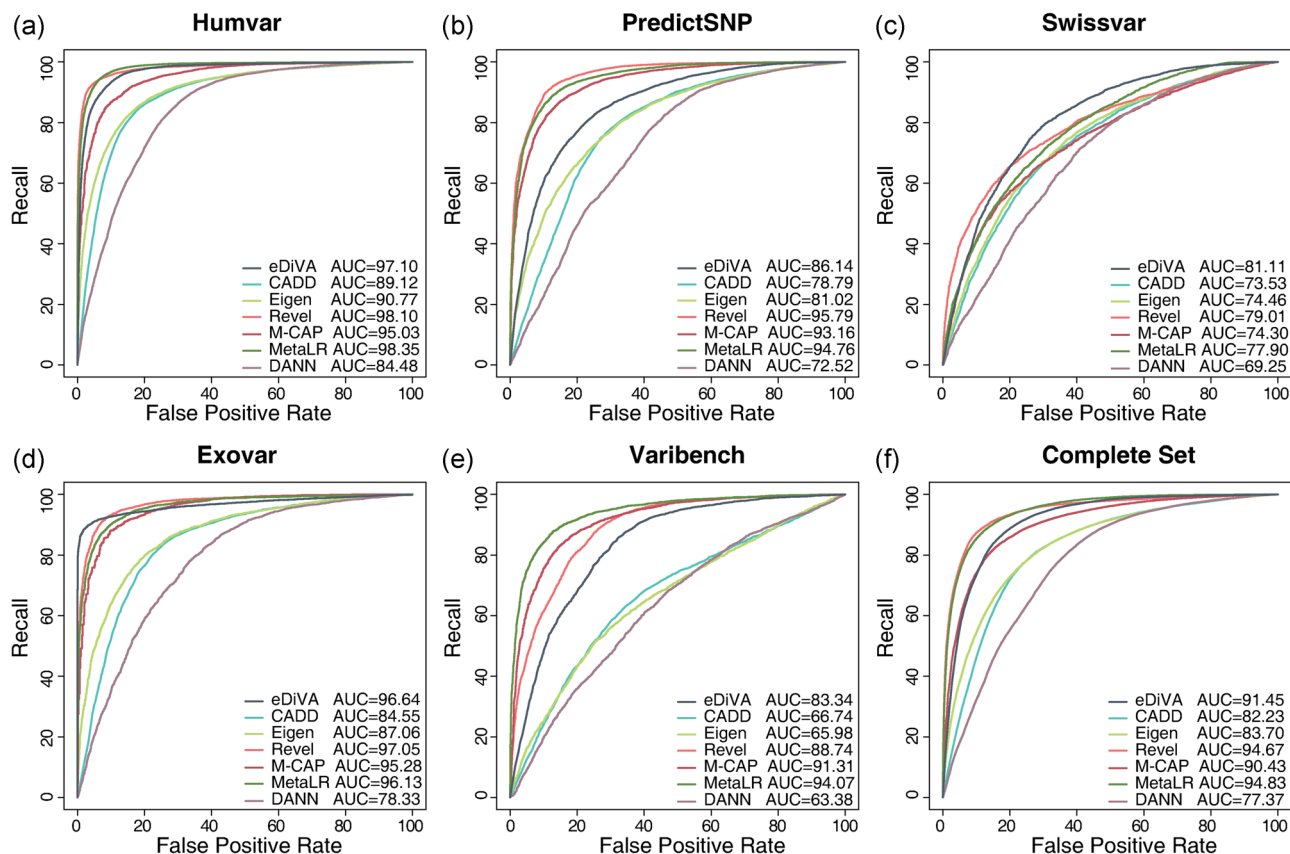 (a) Humvar
Recall
0 20 40 60 80 100
eDiVA AUC=97.10
CADD AUC=89.12
Eigen AUC=90.77
Revel AUC=98.10
M-CAP AUC=95.03
MetaLR AUC=98.35
DANN AUC=84.48
0 20 40 60 80 100
False Positive Rate
(b) PredictSNP
Recall
0 20 40 60 80 100
eDiVA AUC=86.14
CADD AUC=78.79
Eigen AUC=81.02
Revel AUC=95.79
M-CAP AUC=93.16
MetaLR AUC=94.76
DANN AUC=72.52
0 20 40 60 80 100
False Positive Rate
(c) Swissvar
Recall
0 20 40 60 80 100
eDiVA AUC=81.11
CADD AUC=73.53
Eigen AUC=74.46
Revel AUC=79.01
M-CAP AUC=74.30
MetaLR AUC=77.90
DANN AUC=69.25
0 20 40 60 80 100
False Positive Rate
(d) Exovar
Recall
0 20 40 60 80 100
eDiVA AUC=96.64
CADD AUC=84.55
Eigen AUC=87.06
Revel AUC=97.05
M-CAP AUC=95.28
MetaLR AUC=96.13
DANN AUC=78.33
0 20 40 60 80 100
False Positive Rate
(e) Varibench
Recall
0 20 40 60 80 100
eDiVA AUC=83.34
CADD AUC=66.74
Eigen AUC=65.98
Revel AUC=88.74
M-CAP AUC=91.31
MetaLR AUC=94.07
DANN AUC=63.38
0 20 40 60 80 100
False Positive Rate
(f) Complete Set
Recall
0 20 40 60 80 100
eDiVA AUC=91.45
CADD AUC=82.23
Eigen AUC=83.70
Revel AUC=94.67
M-CAP AUC=90.43
MetaLR AUC=94.83
DANN AUC=77.37
0 20 40 60 80 100
False Positive Rate